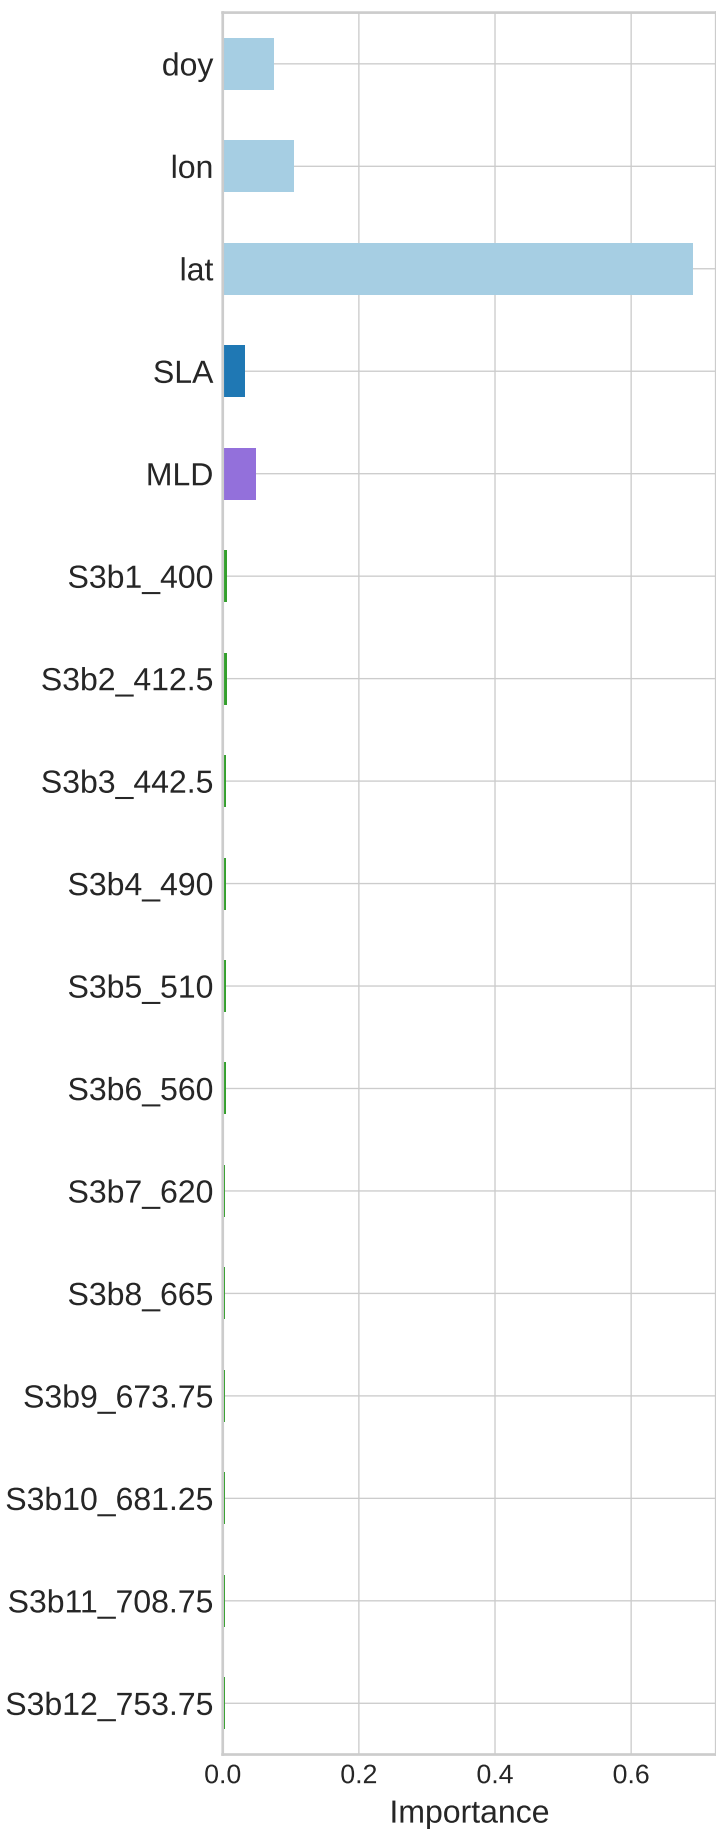 doy
lon
lat
SLA
MLD
S3b1_400
S3b2_412.5
S3b3_442.5
S3b4_490
S3b5_510
S3b6_560
S3b7_620
S3b8_665
S3b9_673.75
S3b10_681.25
S3b11_708.75
S3b12_753.75
0.0 0.2 0.4 0.6
Importance